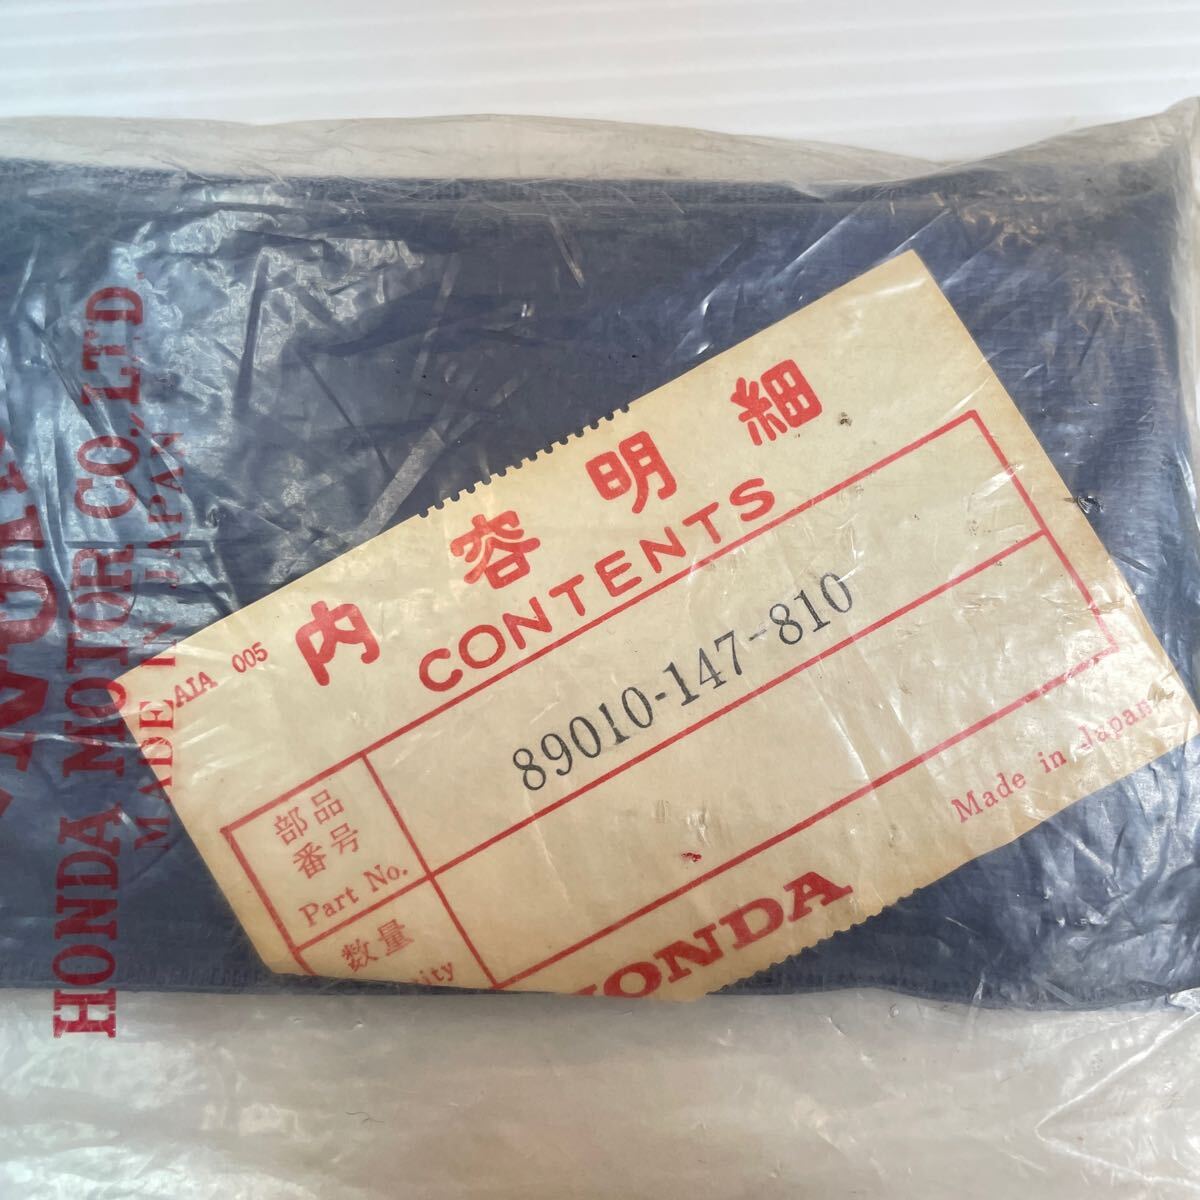 HONDA MOTOR CO.,LTD.
MADE IN JAPAN
AIA 005
内容明細
CONTENTS
部品
番号
Part No.
89010-147-810
数量
HONDA
Made in Japan